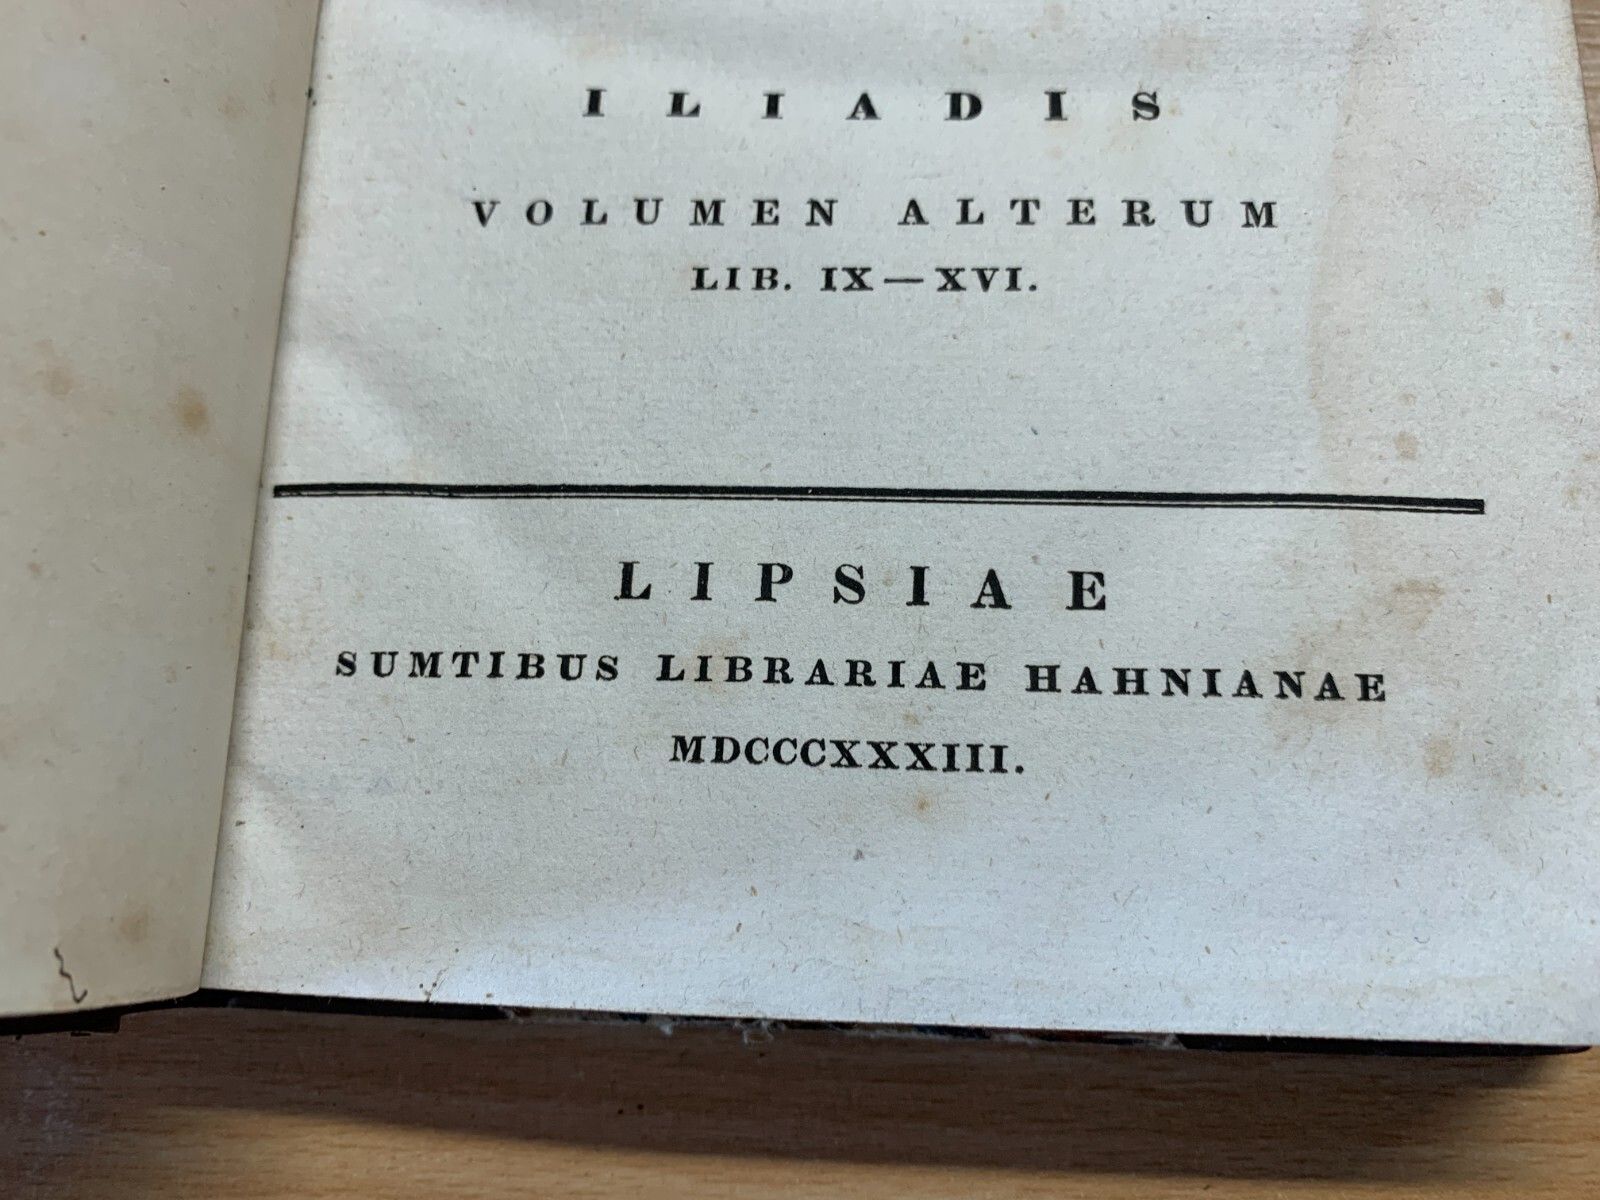 ILIADIS
VOLUMEN ALTERUM
LIB. IX—XVI.
LIPSIAE
SUMTIBUS LIBRARIAE HAHNIANAE
MDCCCXXXIII.